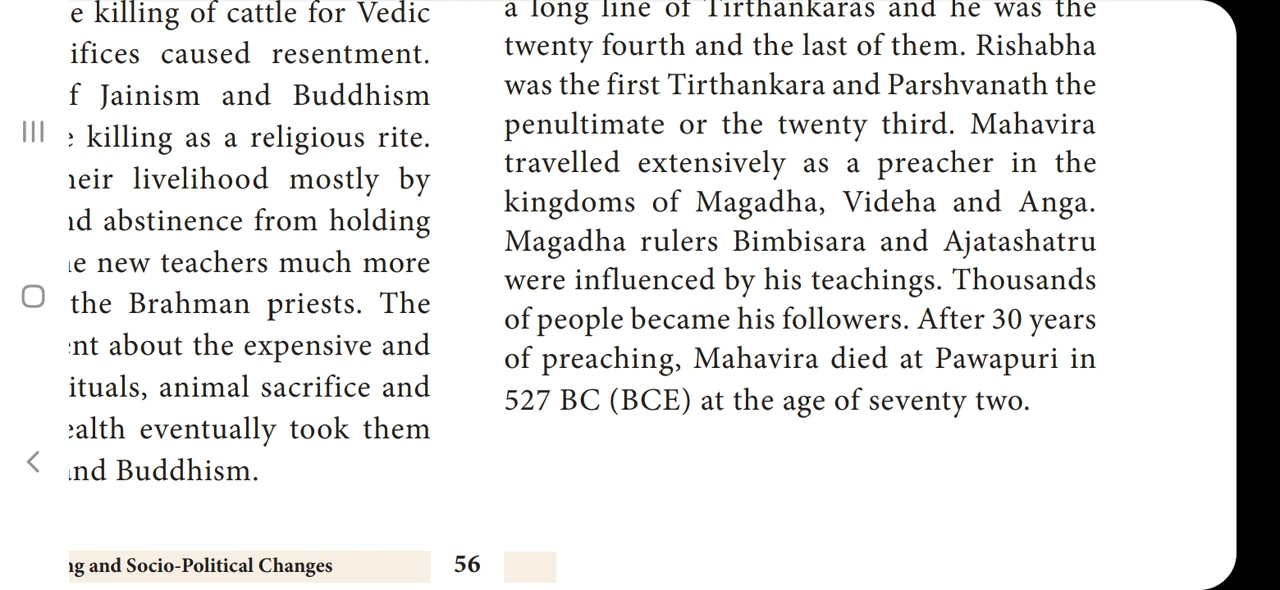 killing of cattle for Vedic
caused resentment.
Jainism and Buddhism
killing as a religious rite.
livelihood mostly by
abstinence from holding
new teachers much more
the Brahman priests. The
about the expensive and
animal sacrifice and
eventually took them
Buddhism.
a long line of Tirthankaras and he was the
twenty fourth and the last of them. Rishabha
was the first Tirthankara and Parshvanath the
penultimate or the twenty third. Mahavira
travelled extensively as a preacher in the
kingdoms of Magadha, Videha and Anga.
Magadha rulers Bimbisara and Ajatashatru
were influenced by his teachings. Thousands
of people became his followers. After 30 years
of preaching, Mahavira died at Pawapuri in
527 BC (BCE) at the age of seventy two.
and Socio-Political Changes
56